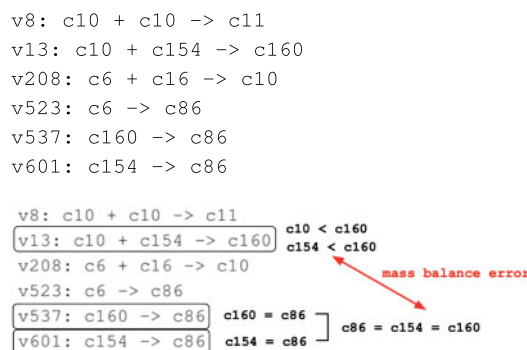 v8: c10 + c10 -> c11
v13: c10 + c154 -> c160
v208: c6 + c16 -> c10
v523: c6 -> c86
v537: c160 -> c86
v601: c154 -> c86
v8: c10 + c10 -> c11
v13: c10 + c154 -> c160
c10 < c160
c154 < c160
v208: c6 + c16 -> c10
mass balance error
v523: c6 -> c86
v537: c160 -> c86
c160 = c86
c86 = c154 = c160
v601: c154 -> c86
c154 = c86